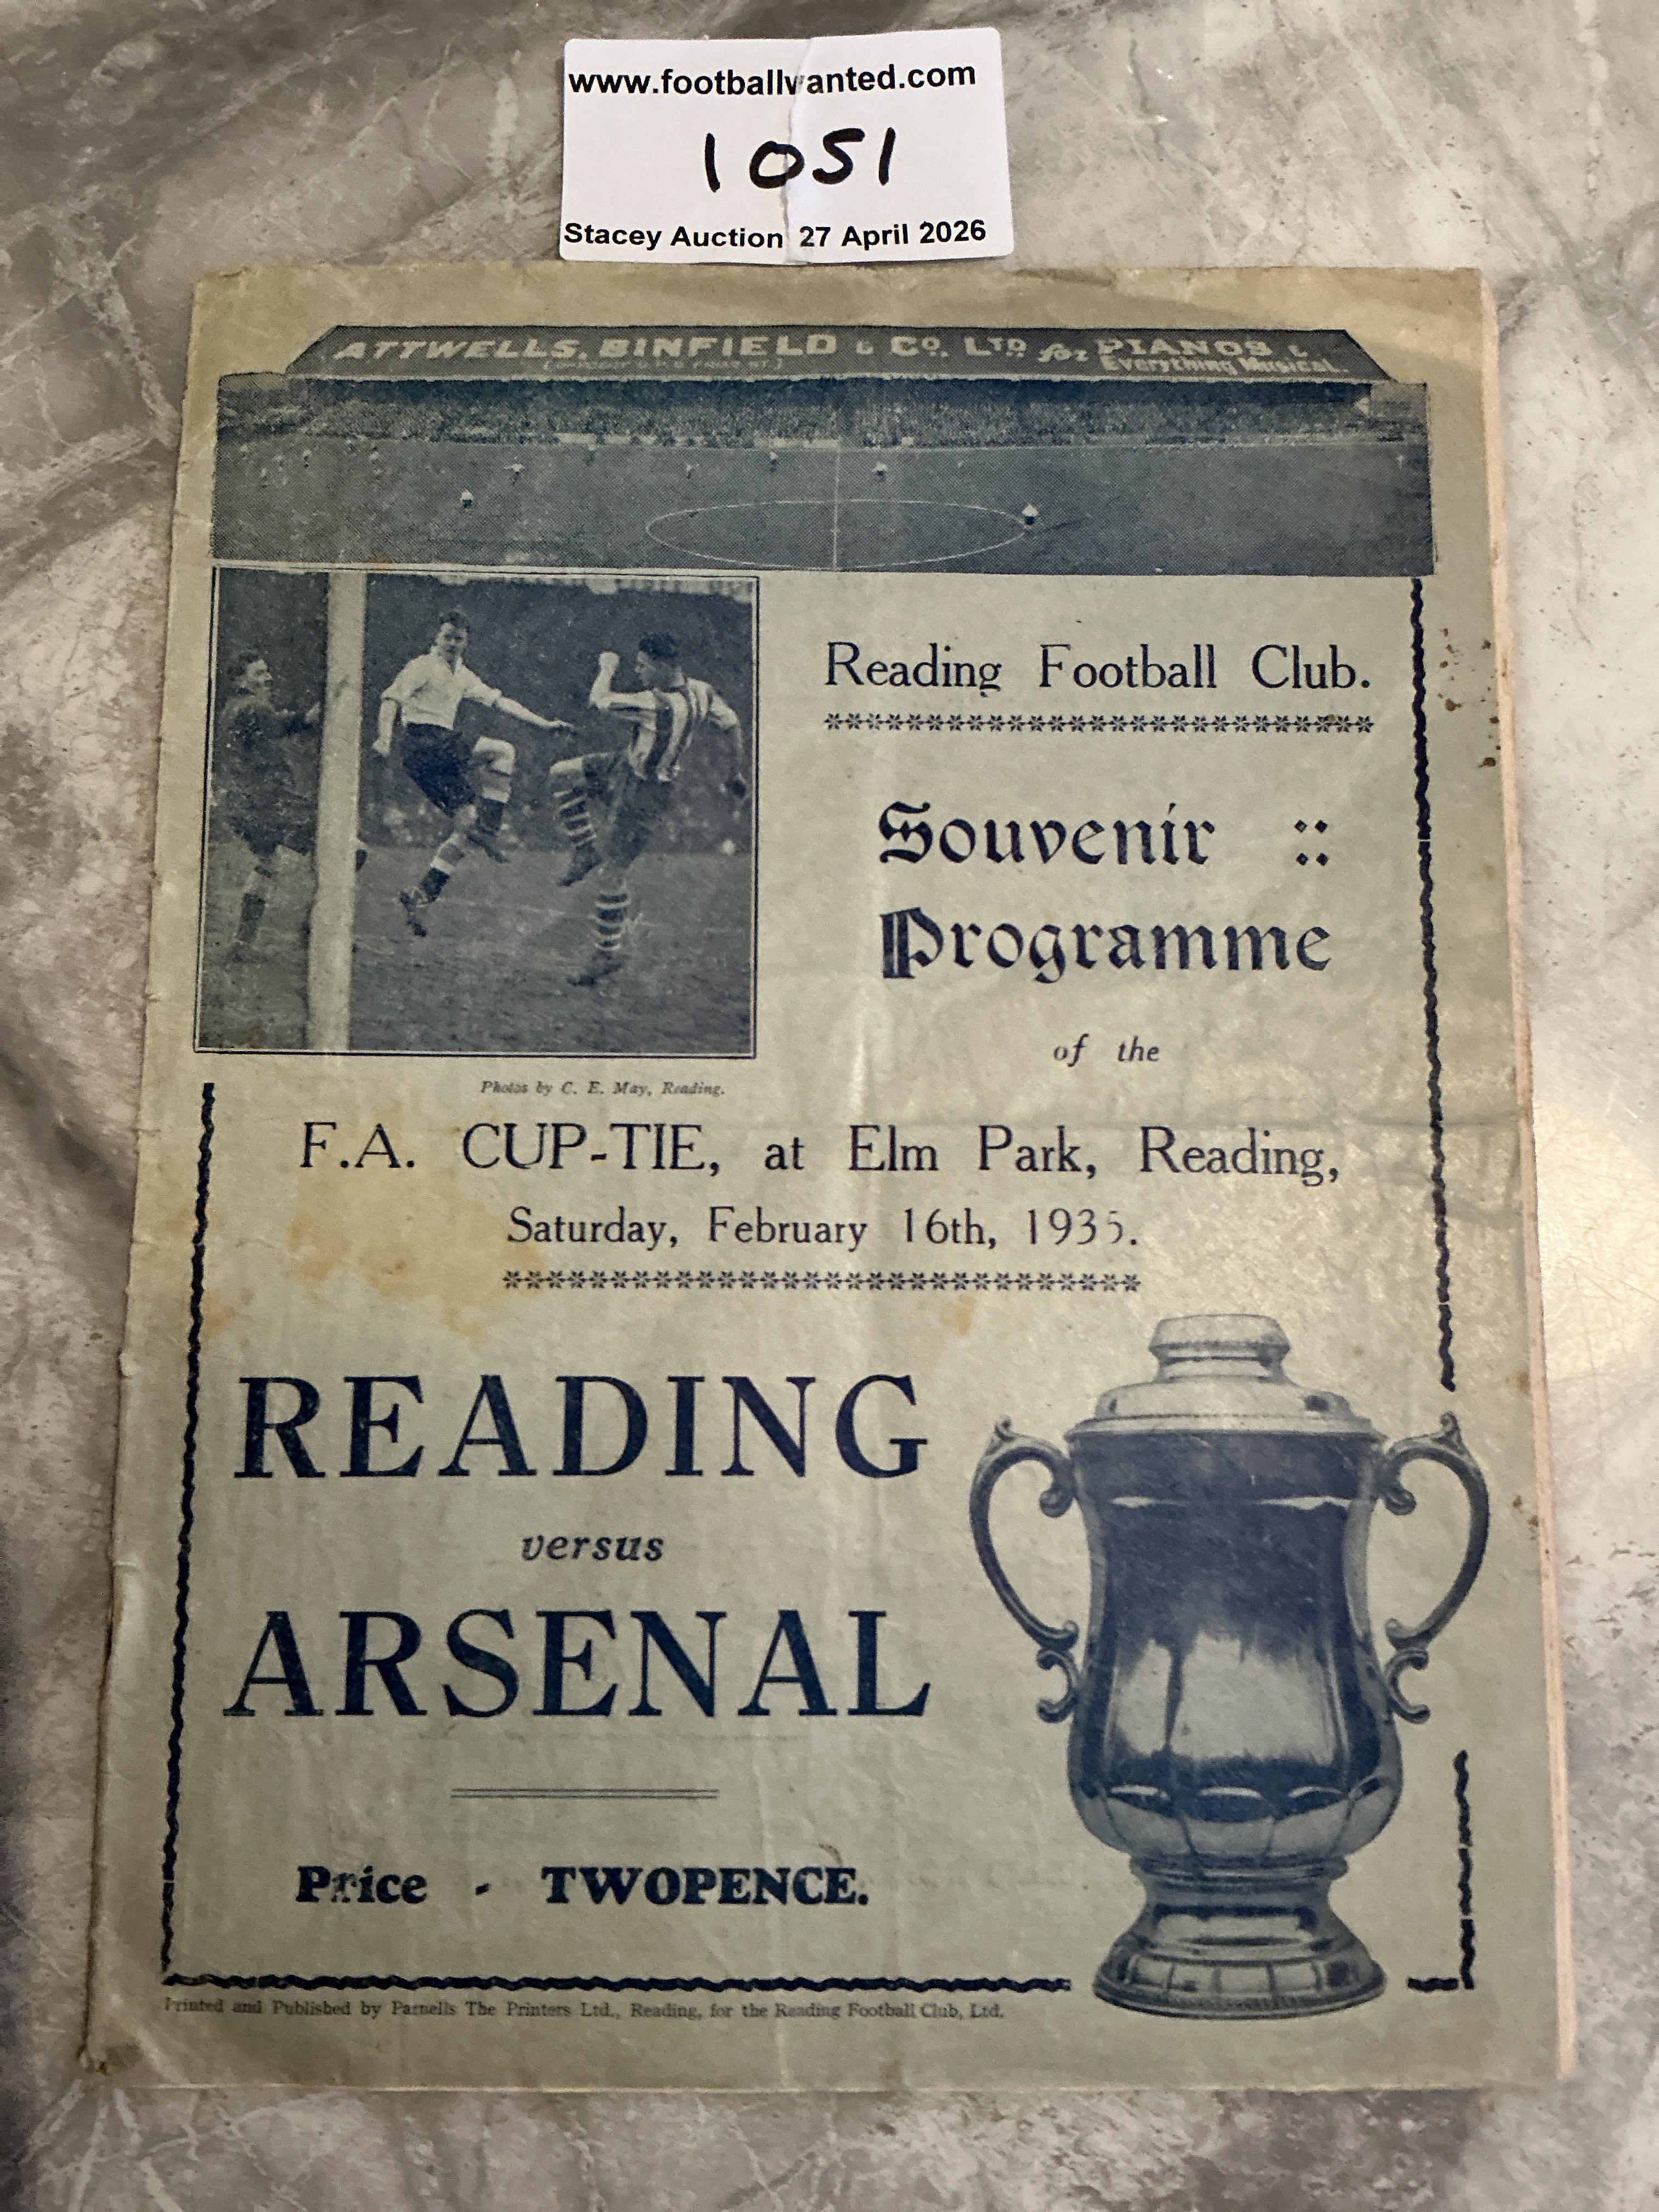 www.footballwanted.com
1051
Stacey Auction 27 April 2026
ATTWELLS, BINFIELD & Co. LTD for PIANOS &
Everything Musical.
Reading Football Club.
Souvenir ::
Programme
of the
Photos by C. E. May, Reading.
F.A. CUP-TIE, at Elm Park, Reading,
Saturday, February 16th, 1935.
READING
versus
ARSENAL
Price - TWOPENCE.
Printed and Published by Parnells The Printers Ltd., Reading, for the Reading Football Club, Ltd.